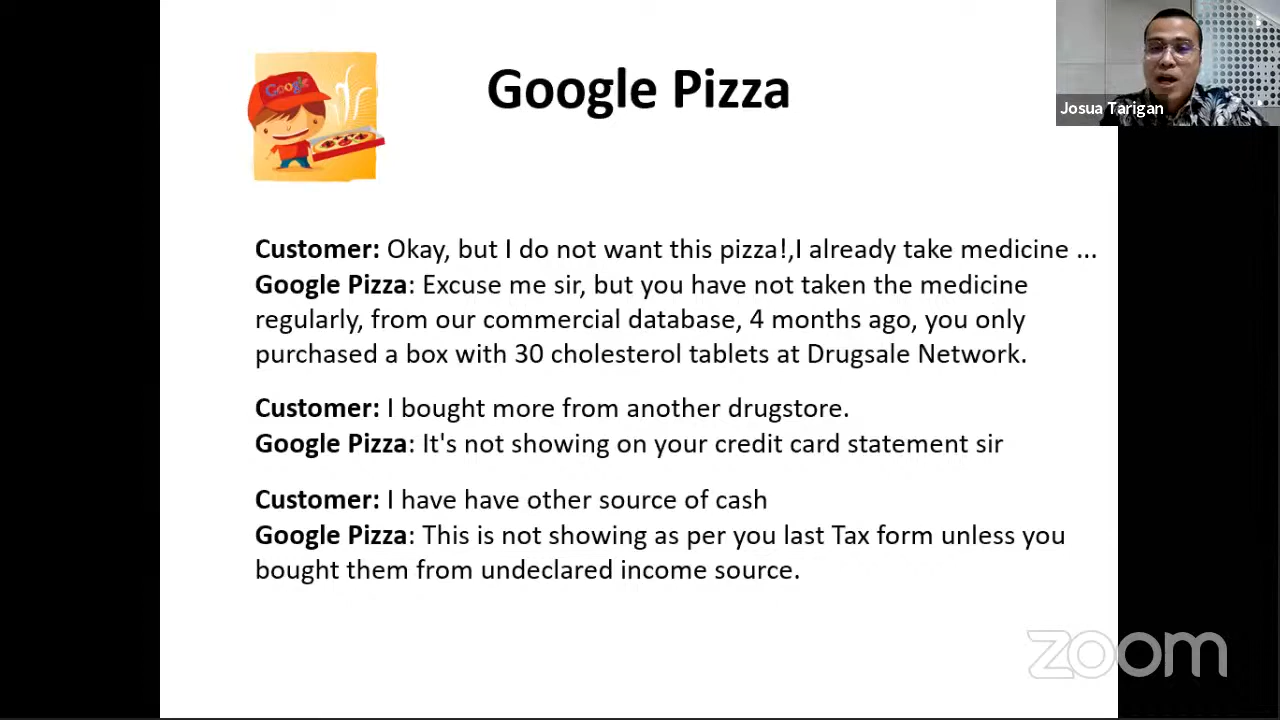 Google Pizza
Google
Josua Tarigan
Customer: Okay, but I do not want this pizza!,I already take medicine ...
Google Pizza: Excuse me sir, but you have not taken the medicine
regularly, from our commercial database, 4 months ago, you only
purchased a box with 30 cholesterol tablets at Drugsale Network.
Customer: I bought more from another drugstore.
Google Pizza: It's not showing on your credit card statement sir
Customer: I have have other source of cash
Google Pizza: This is not showing as per you last Tax form unless you
bought them from undeclared income source.
zoom